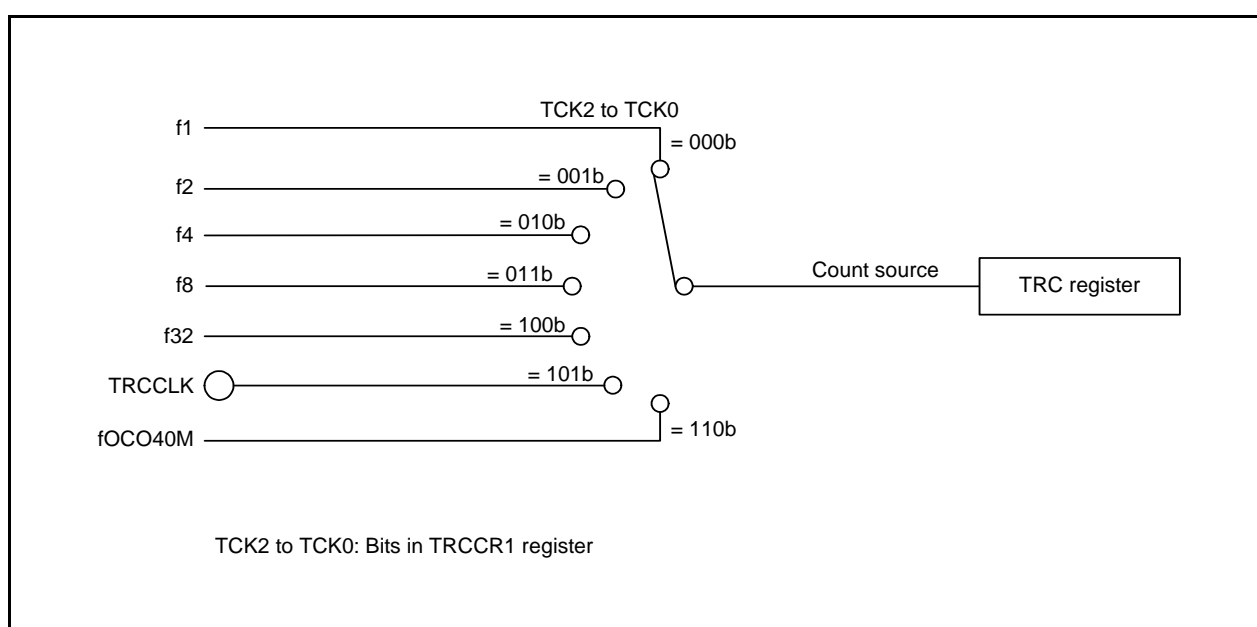 TCK2 to TCK0
f1
= 000b
f2
= 001b
f4
= 010b
f8
= 011b
Count source
TRC register
f32
= 100b
TRCCLK
= 101b
fOCO40M
= 110b
TCK2 to TCK0: Bits in TRCCR1 register